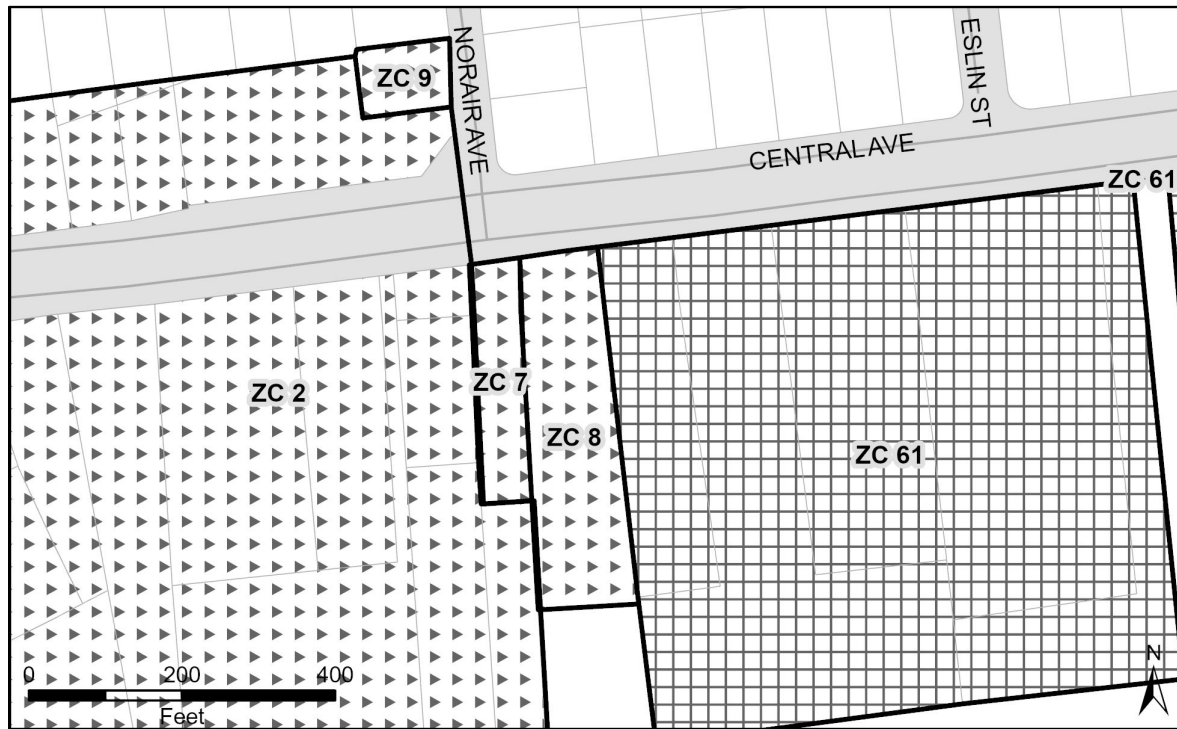 ZC 9
NORAIR AVE
ESLIN ST
CENTRAL AVE
ZC 61
ZC 7
ZC 2
ZC 8
ZC 61
0 200 400
Feet
N